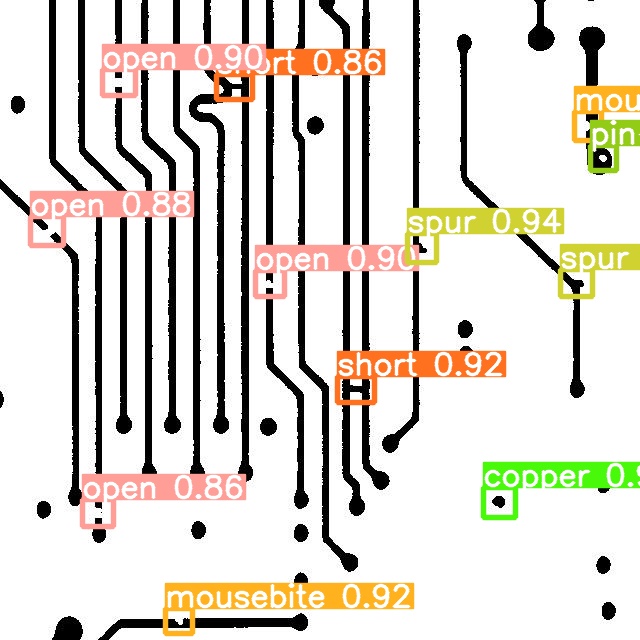 open 0.90
short 0.86
mou
pin
open 0.88
spur 0.94
open 0.90
spur
short 0.92
copper 0.9
open 0.86
mousebite 0.92